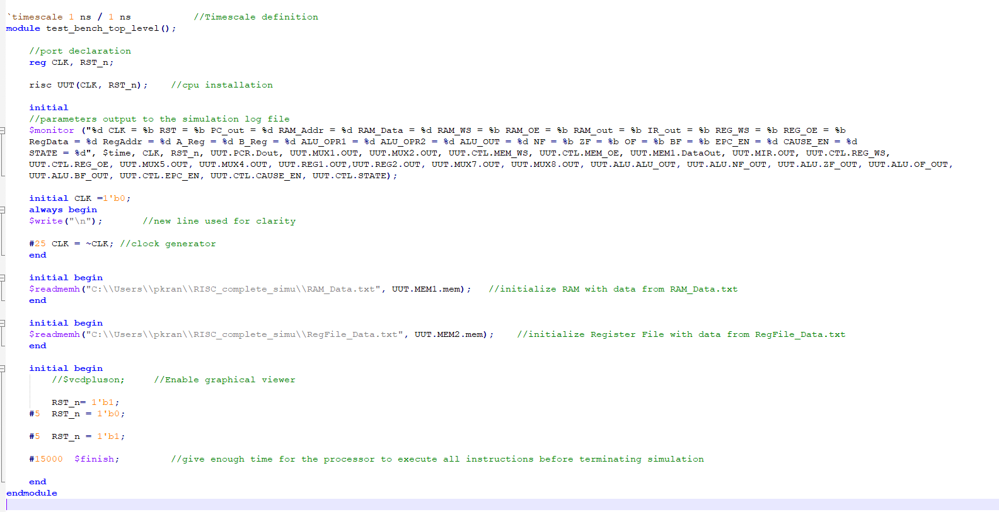 `timescale 1 ns / 1 ns           //Timescale definition
module test_bench_top_level();
    //port declaration
    reg CLK, RST_n;
    risc UUT(CLK, RST_n);    //cpu installation
    initial
    //parameters output to the simulation log file
    $monitor ("%d CLK = %b RST = %b PC_out = %d RAM_Addr = %d RAM_Data = %d RAM_WS = %b RAM_OE = %b RAM_out = %b IR_out = %b REG_WS = %b REG_OE = %b
    RegData = %d RegAddr = %d A_Reg = %d B_Reg = %d ALU_OPR1 = %d ALU_OPR2 = %d ALU_OUT = %d NF = %b ZF = %b OF = %b BF = %b EPC_EN = %d CAUSE_EN = %d
    STATE = %d", $time, CLK, RST_n, UUT.PCR.Dout, UUT.MUX1.OUT, UUT.MUX2.OUT, UUT.CTL.MEM_WS, UUT.CTL.MEM_OE, UUT.MEM1.DataOut, UUT.MIR.OUT, UUT.CTL.REG_WS,
    UUT.CTL.REG_OE, UUT.MUX5.OUT, UUT.MUX4.OUT, UUT.REG1.OUT,UUT.REG2.OUT, UUT.MUX7.OUT, UUT.MUX8.OUT, UUT.ALU.ALU_OUT, UUT.ALU.NF_OUT, UUT.ALU.ZF_OUT, UUT.ALU.OF_OUT,
    UUT.ALU.BF_OUT, UUT.CTL.EPC_EN, UUT.CTL.CAUSE_EN, UUT.CTL.STATE);
    initial CLK =1'b0;
    always begin
    $write("\n");       //new line used for clarity
    #25 CLK = ~CLK; //clock generator
    end
    initial begin
    $readmemh("C:\\Users\\pkran\\RISC_complete_simu\\RAM_Data.txt", UUT.MEM1.mem);   //initialize RAM with data from RAM_Data.txt
    end
    initial begin
    $readmemh("C:\\Users\\pkran\\RISC_complete_simu\\RegFile_Data.txt", UUT.MEM2.mem);    //initialize Register File with data from RegFile_Data.txt
    end
    initial begin
        //$vcdpluson;     //Enable graphical viewer
        RST_n= 1'b1;
    #5  RST_n = 1'b0;
    #5  RST_n = 1'b1;
    #15000  $finish;         //give enough time for the processor to execute all instructions before terminating simulation
    end
endmodule